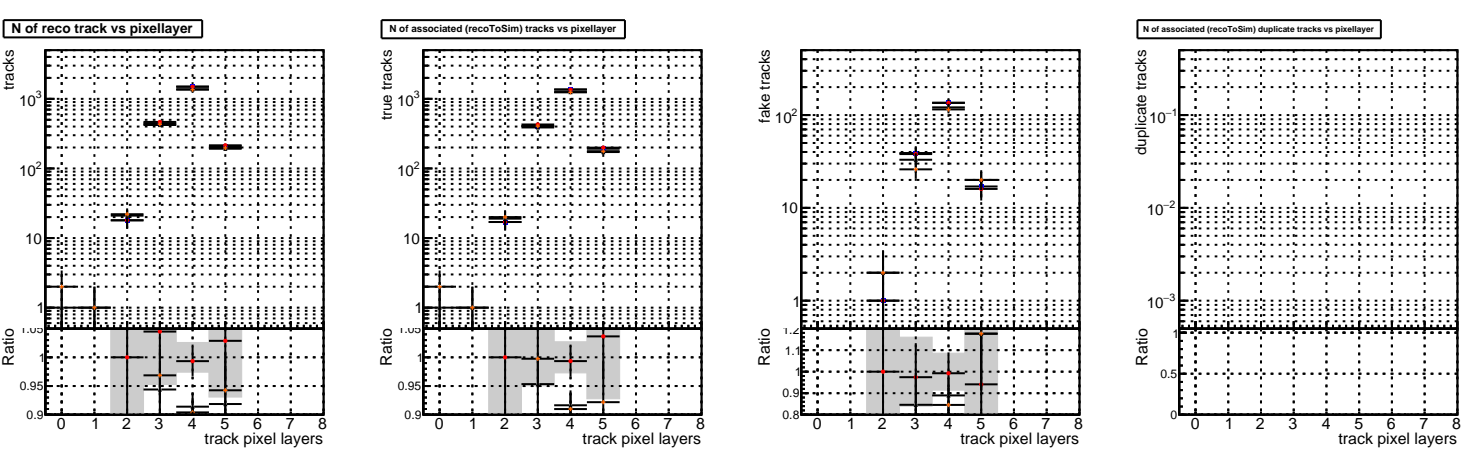 N of reco track vs pixellayer
tracks
10³
10²
10
1
Ratio
1.05
1
0.95
0.9
0 1 2 3 4 5 6 7 8
track pixel layers
N of associated (recoToSim) tracks vs pixellayer
true tracks
10³
10²
10
1
Ratio
1.05
1
0.95
0.9
0 1 2 3 4 5 6 7 8
track pixel layers
fake tracks
10²
10
1
Ratio
1.2
1.1
1
0.9
0.8
0 1 2 3 4 5 6 7 8
track pixel layers
N of associated (recoToSim) duplicate tracks vs pixellayer
duplicate tracks
10⁻¹
10⁻²
10⁻³
Ratio
1
0.5
0
0 1 2 3 4 5 6 7 8
track pixel layers